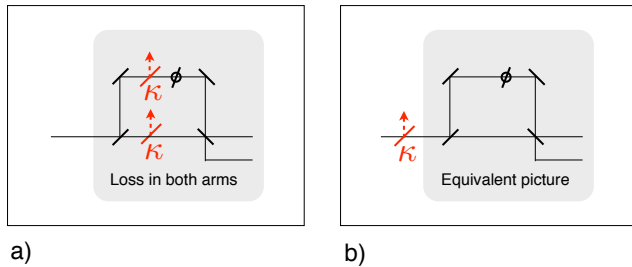 κ
κ
Loss in both arms
a)
κ
Equivalent picture
b)